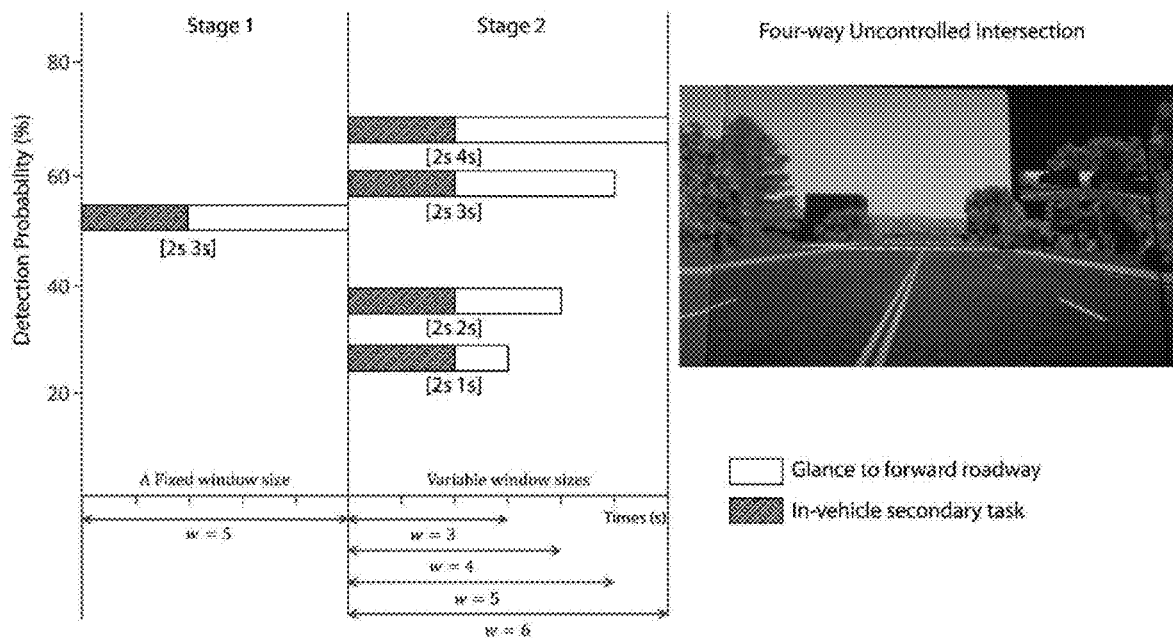 Stage 1
Stage 2
Four-way Uncontrolled Intersection
Detection Probability (%)
80
60
40
20
[2s 4s]
[2s 3s]
[2s 3s]
[2s 2s]
[2s 1s]
A Fixed window size
Variable window sizes
Times (s)
w = 5
w = 3
w = 4
w = 5
w = 6
Glance to forward roadway
In-vehicle secondary task